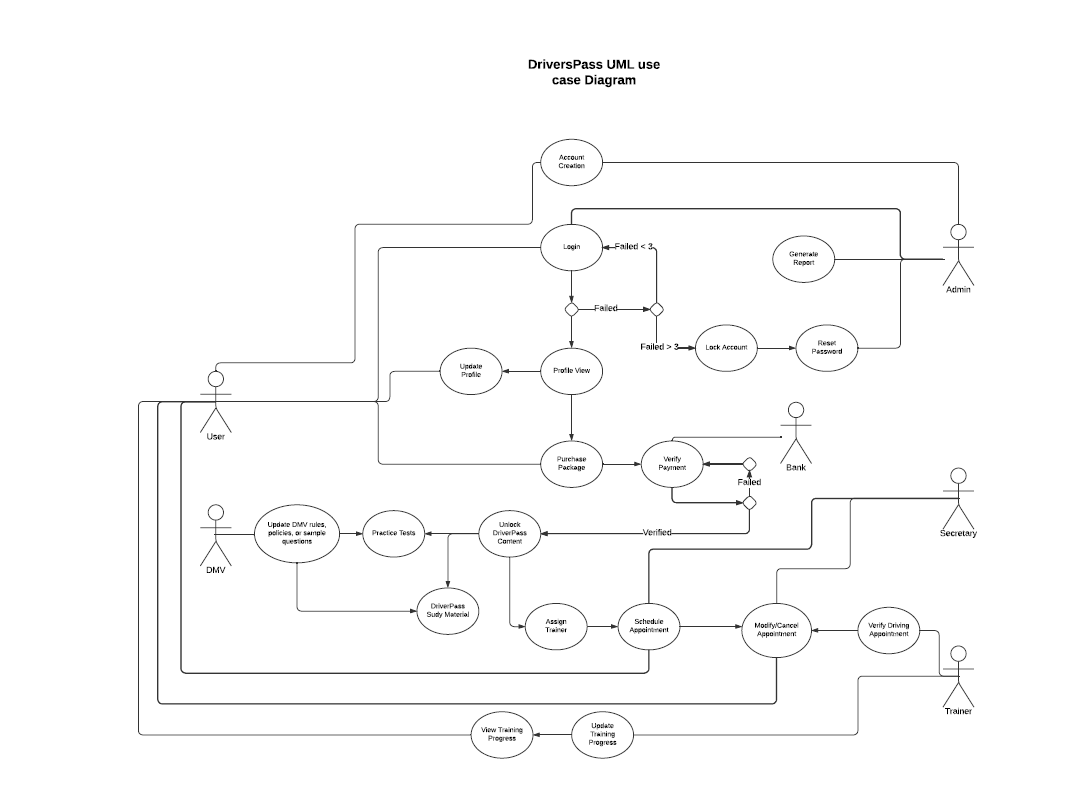 DriversPass UML use
case Diagram
Account
Creation
Login
Failed < 3
Generate
Report
Admin
Failed
Failed > 3
Lock Account
Reset
Password
Update
Profile
Profile View
User
Bank
Purchase
Package
Verify
Payment
Failed
Secretary
Update DMV rules,
policies, or sample
questions
Practice Tests
Unlock
DriverPass
Content
Verified
DMV
DriverPass
Sudy Material
Assign
Trainer
Schedule
Appointment
Modify/Cancel
Appointment
Verify Driving
Appointment
Trainer
View Training
Progress
Update
Training
Progress